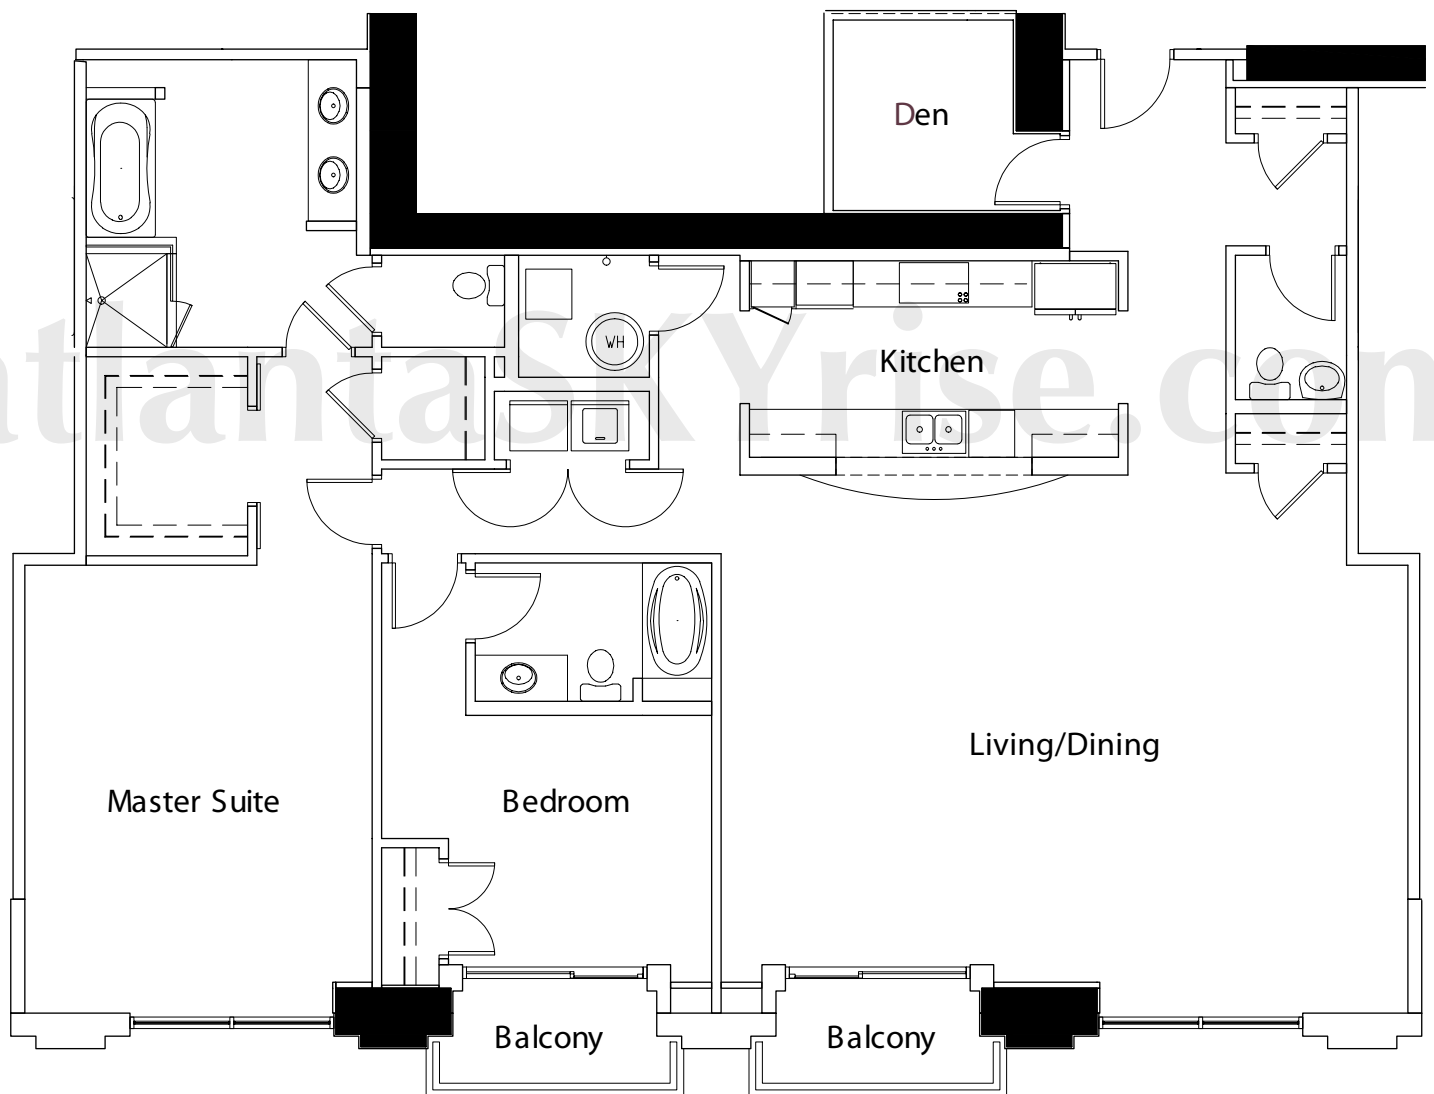 Den
atlantaSKYrise.com
WH
Kitchen
Living/Dining
Master Suite
Bedroom
Balcony
Balcony